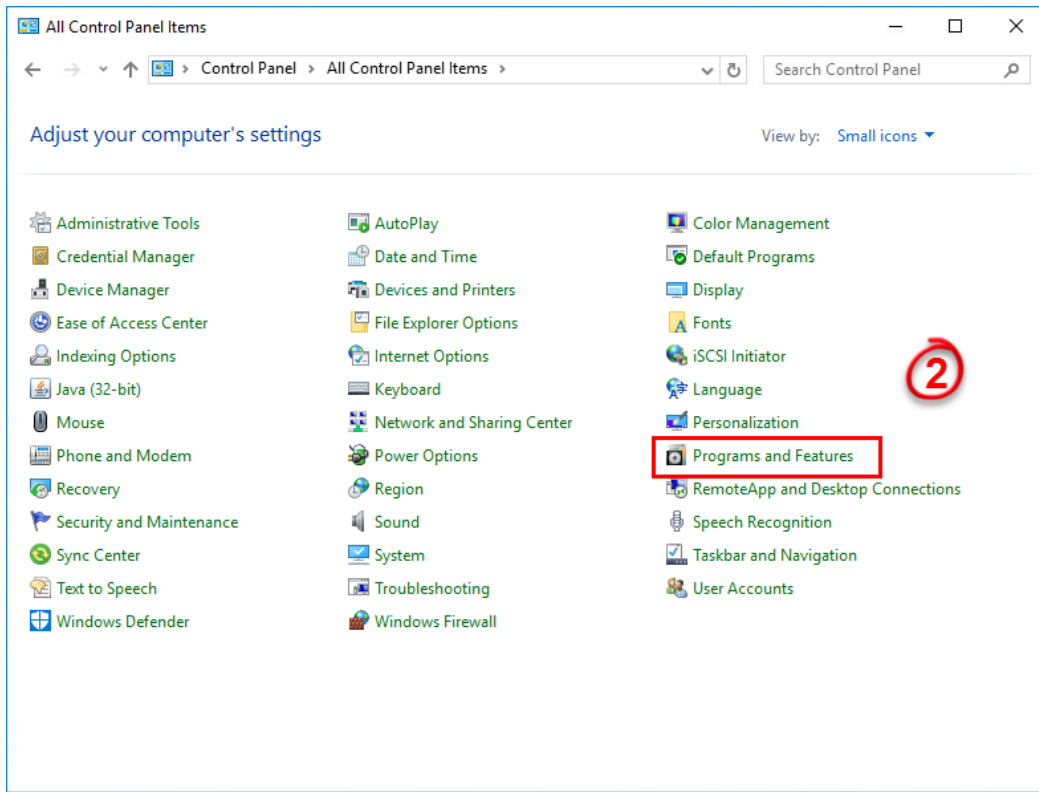 All Control Panel Items
Control Panel > All Control Panel Items >
Search Control Panel
Adjust your computer's settings
View by: Small icons
Administrative Tools
AutoPlay
Color Management
Credential Manager
Date and Time
Default Programs
Device Manager
Devices and Printers
Display
Ease of Access Center
File Explorer Options
Fonts
Indexing Options
Internet Options
iSCSI Initiator
2
Java (32-bit)
Keyboard
Language
Mouse
Network and Sharing Center
Personalization
Phone and Modem
Power Options
Programs and Features
Recovery
Region
RemoteApp and Desktop Connections
Security and Maintenance
Sound
Speech Recognition
Sync Center
System
Taskbar and Navigation
Text to Speech
Troubleshooting
User Accounts
Windows Defender
Windows Firewall